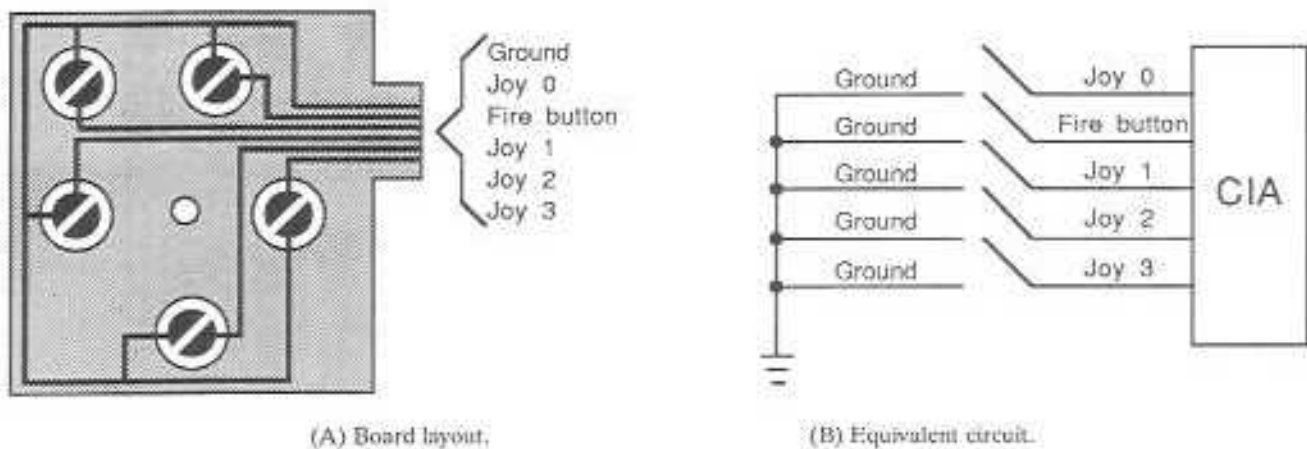 Ground
Joy 0
Fire button
Joy 1
Joy 2
Joy 3
(A) Board layout.
Ground Joy 0
Ground Fire button
Ground Joy 1
Ground Joy 2
Ground Joy 3
CIA
(B) Equivalent circuit.